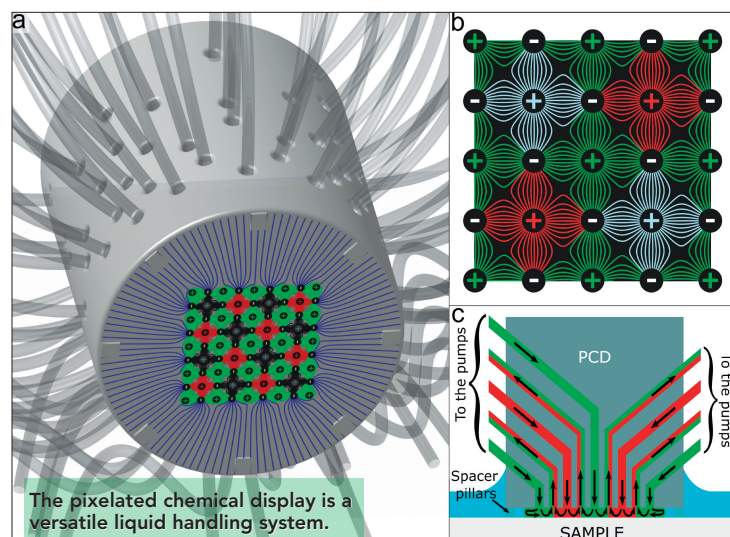 a
The pixelated chemical display is a
versatile liquid handling system.
b
+ - + - +
- + - + -
+ - + - +
- + - + -
+ - + - +
c
To the pumps
PCD
To the pumps
Spacer
pillars
SAMPLE